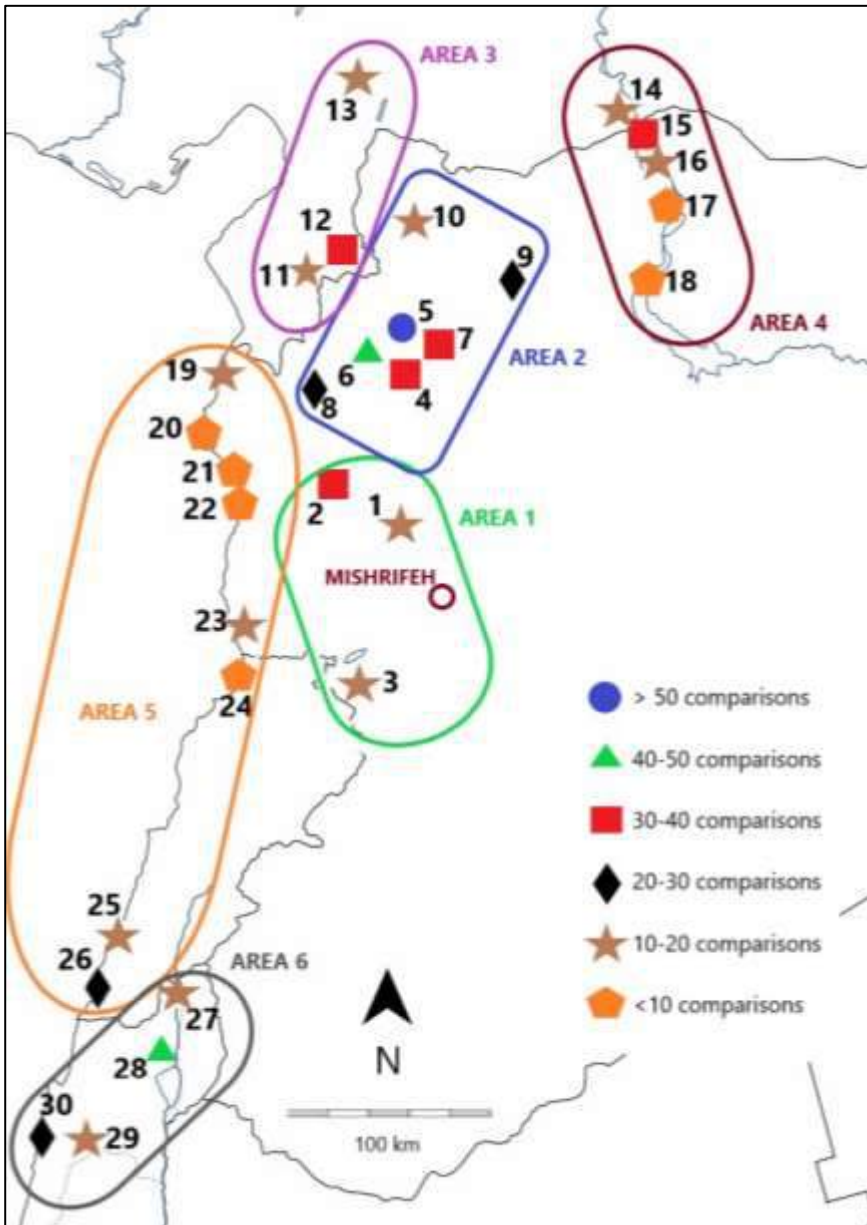 AREA 3
13
14
15
16
17
18
AREA 4
12
11
10
9
5
7
6
4
8
AREA 2
19
20
21
22
2
1
AREA 1
MISHRIFEH
23
3
24
AREA 5
> 50 comparisons
40-50 comparisons
30-40 comparisons
20-30 comparisons
10-20 comparisons
<10 comparisons
25
26
AREA 6
27
28
30
29
N
100 km